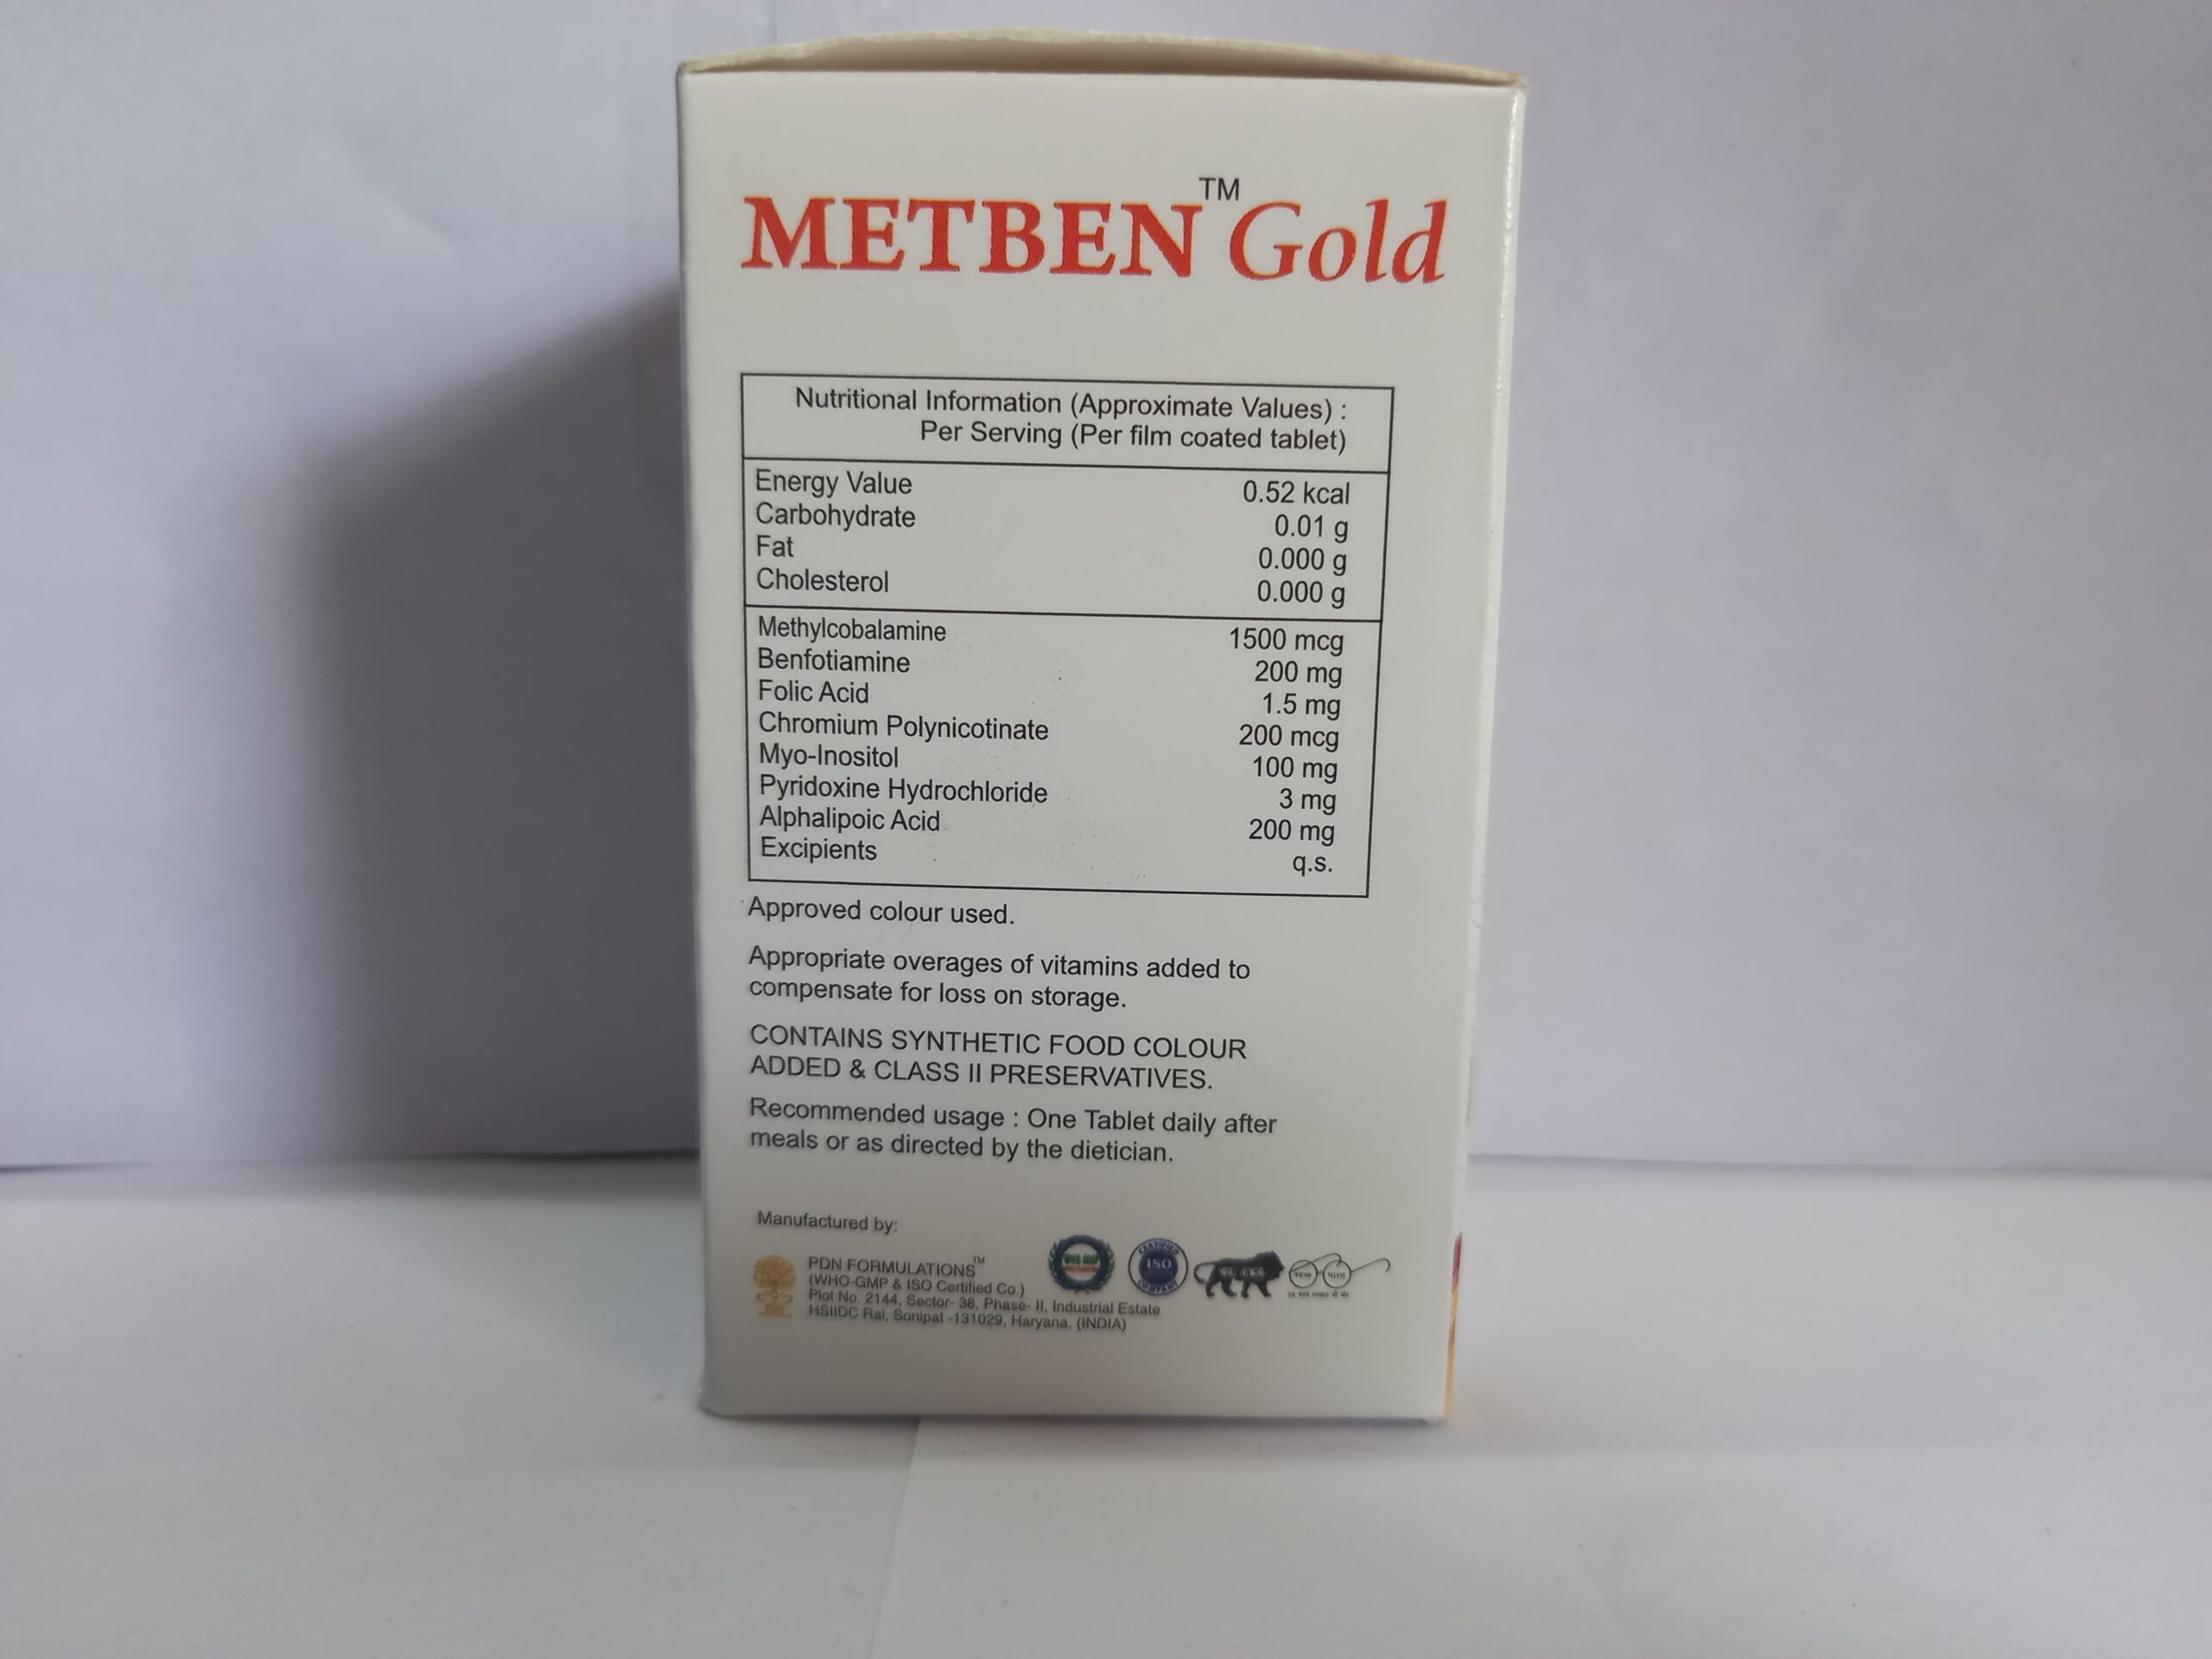 METBEN™ Gold
Nutritional Information (Approximate Values) :
Per Serving (Per film coated tablet)
Energy Value 0.52 kcal
Carbohydrate 0.01 g
Fat 0.000 g
Cholesterol 0.000 g
Methylcobalamine 1500 mcg
Benfotiamine 200 mg
Folic Acid 1.5 mg
Chromium Polynicotinate 200 mcg
Myo-Inositol 100 mg
Pyridoxine Hydrochloride 3 mg
Alphalipoic Acid 200 mg
Excipients q.s.
Approved colour used.
Appropriate overages of vitamins added to
compensate for loss on storage.
CONTAINS SYNTHETIC FOOD COLOUR
ADDED & CLASS II PRESERVATIVES.
Recommended usage : One Tablet daily after
meals or as directed by the dietician.
Manufactured by:
PDN FORMULATIONS™
(WHO-GMP & ISO Certified Co.)
Plot No. 2144, Sector- 38, Phase- II, Industrial Estate
HSIIDC Rai, Sonipat -131029, Haryana. (INDIA)
WHO GMP
CERTIFIED
ISO
COMPANY